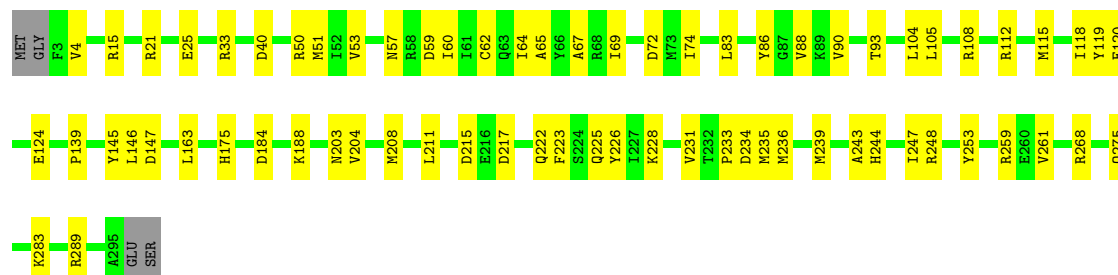 MET GLY F3 V4 R15 R21 E25 R33 D40 R50 M51 I52 V53 N57 R58 D59 I60 I61 C62 Q63 I64 A65 Y66 A67 R68 I69 D72 M73 I74 L83 Y86 G87 V88 K89 V90 T93 L104 L105 R108 R112 M115 I118 Y119 E120
E124 P139 Y145 L146 D147 L163 H175 D184 K188 N203 V204 M208 L211 D215 E216 D217 Q222 F223 S224 Q225 Y226 I227 K228 V231 T232 P233 D234 M235 M236 M239 A243 H244 I247 R248 Y253 R259 E260 V261 R268
K283 R289 A295 GLU SER